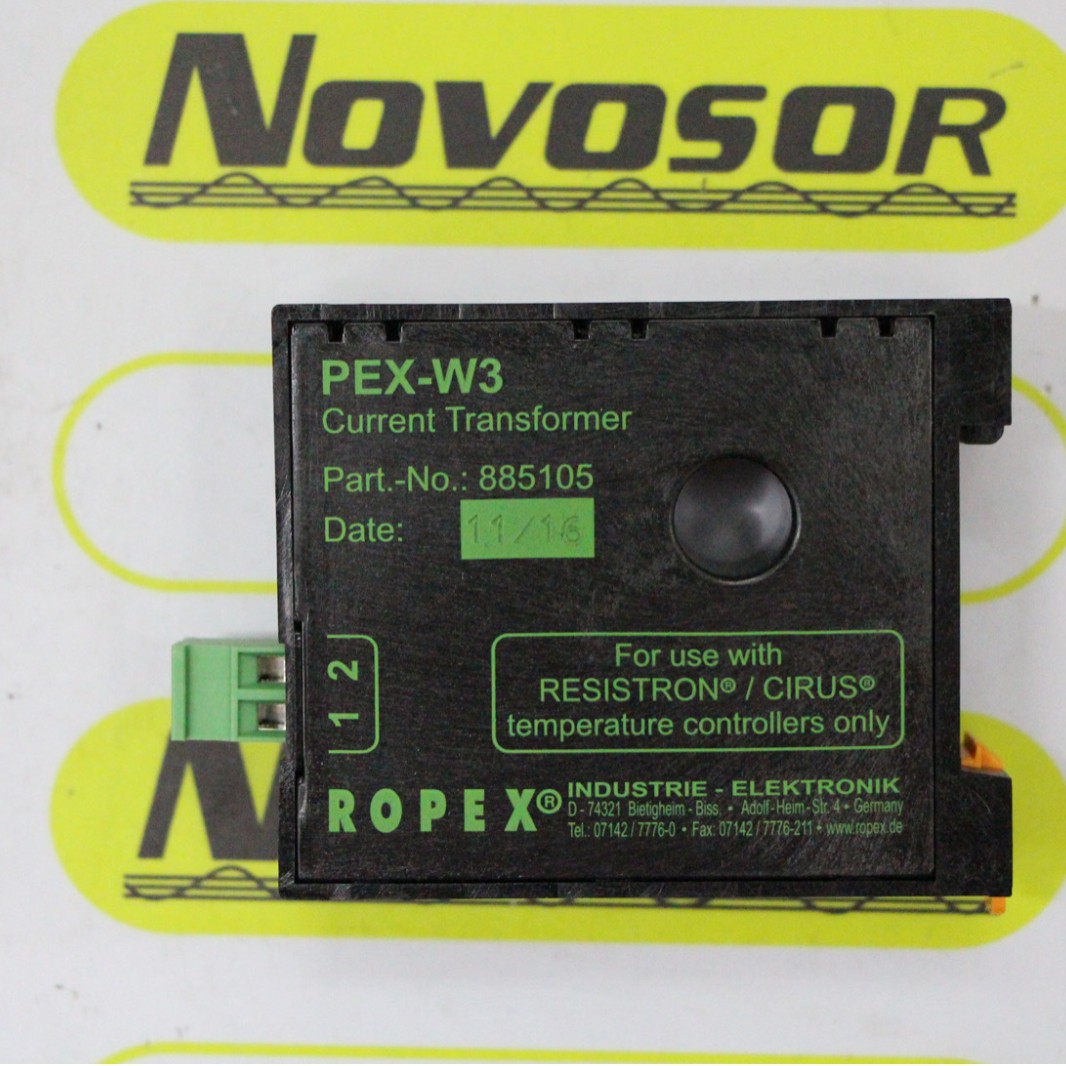 NOVOSOR
PEX-W3
Current Transformer
Part.-No.: 885105
Date: 11/16
1 2
For use with
RESISTRON® / CIRUS®
temperature controllers only
ROPEX®
INDUSTRIE - ELEKTRONIK
D - 74321 Bietigheim - Biss. • Adolf - Heim - Str. 4 • Germany
Tel.: 07142 / 7776-0 • Fax: 07142 / 7776-211 • www.ropex.de
N